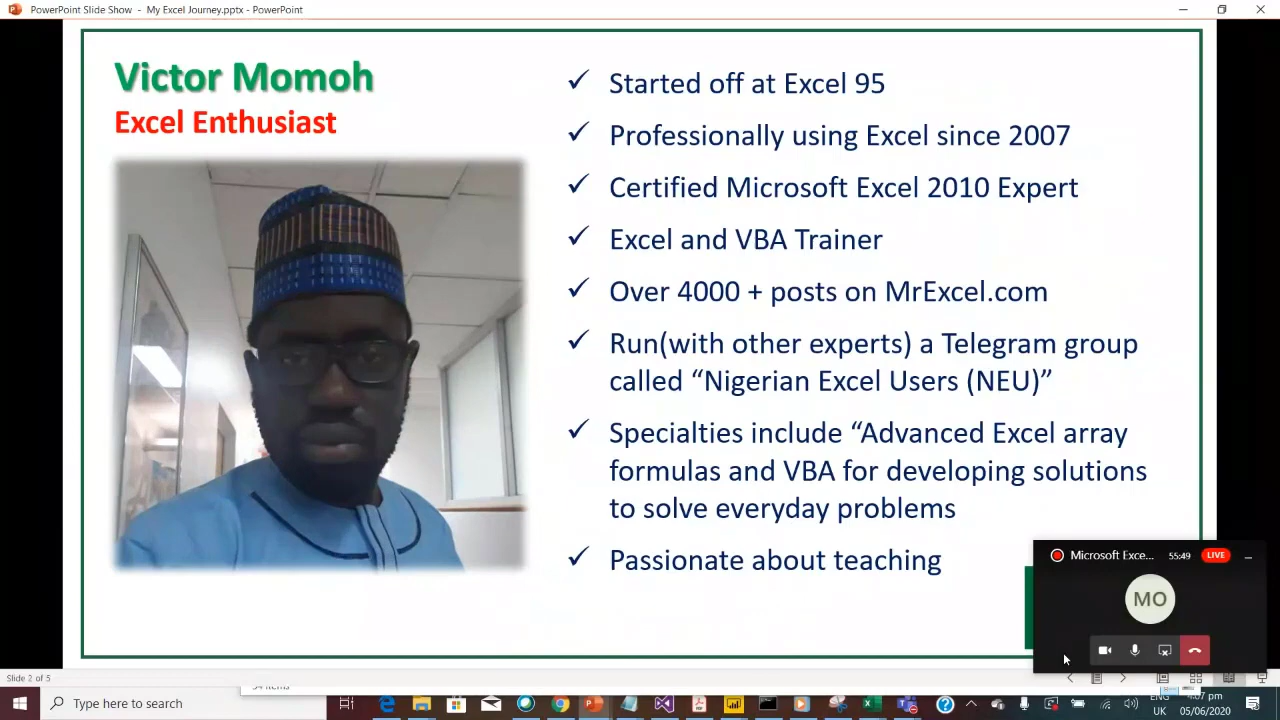 PowerPoint Slide Show - My Excel Journey.pptx - PowerPoint
Victor Momoh
Excel Enthusiast
✓ Started off at Excel 95
✓ Professionally using Excel since 2007
✓ Certified Microsoft Excel 2010 Expert
✓ Excel and VBA Trainer
✓ Over 4000 + posts on MrExcel.com
✓ Run(with other experts) a Telegram group
called “Nigerian Excel Users (NEU)”
✓ Specialties include “Advanced Excel array
formulas and VBA for developing solutions
to solve everyday problems
✓ Passionate about teaching
Microsoft Exce... 55:49 LIVE
MO
Slide 2 of 5
Type here to search
ENG
UK
05/06/2020